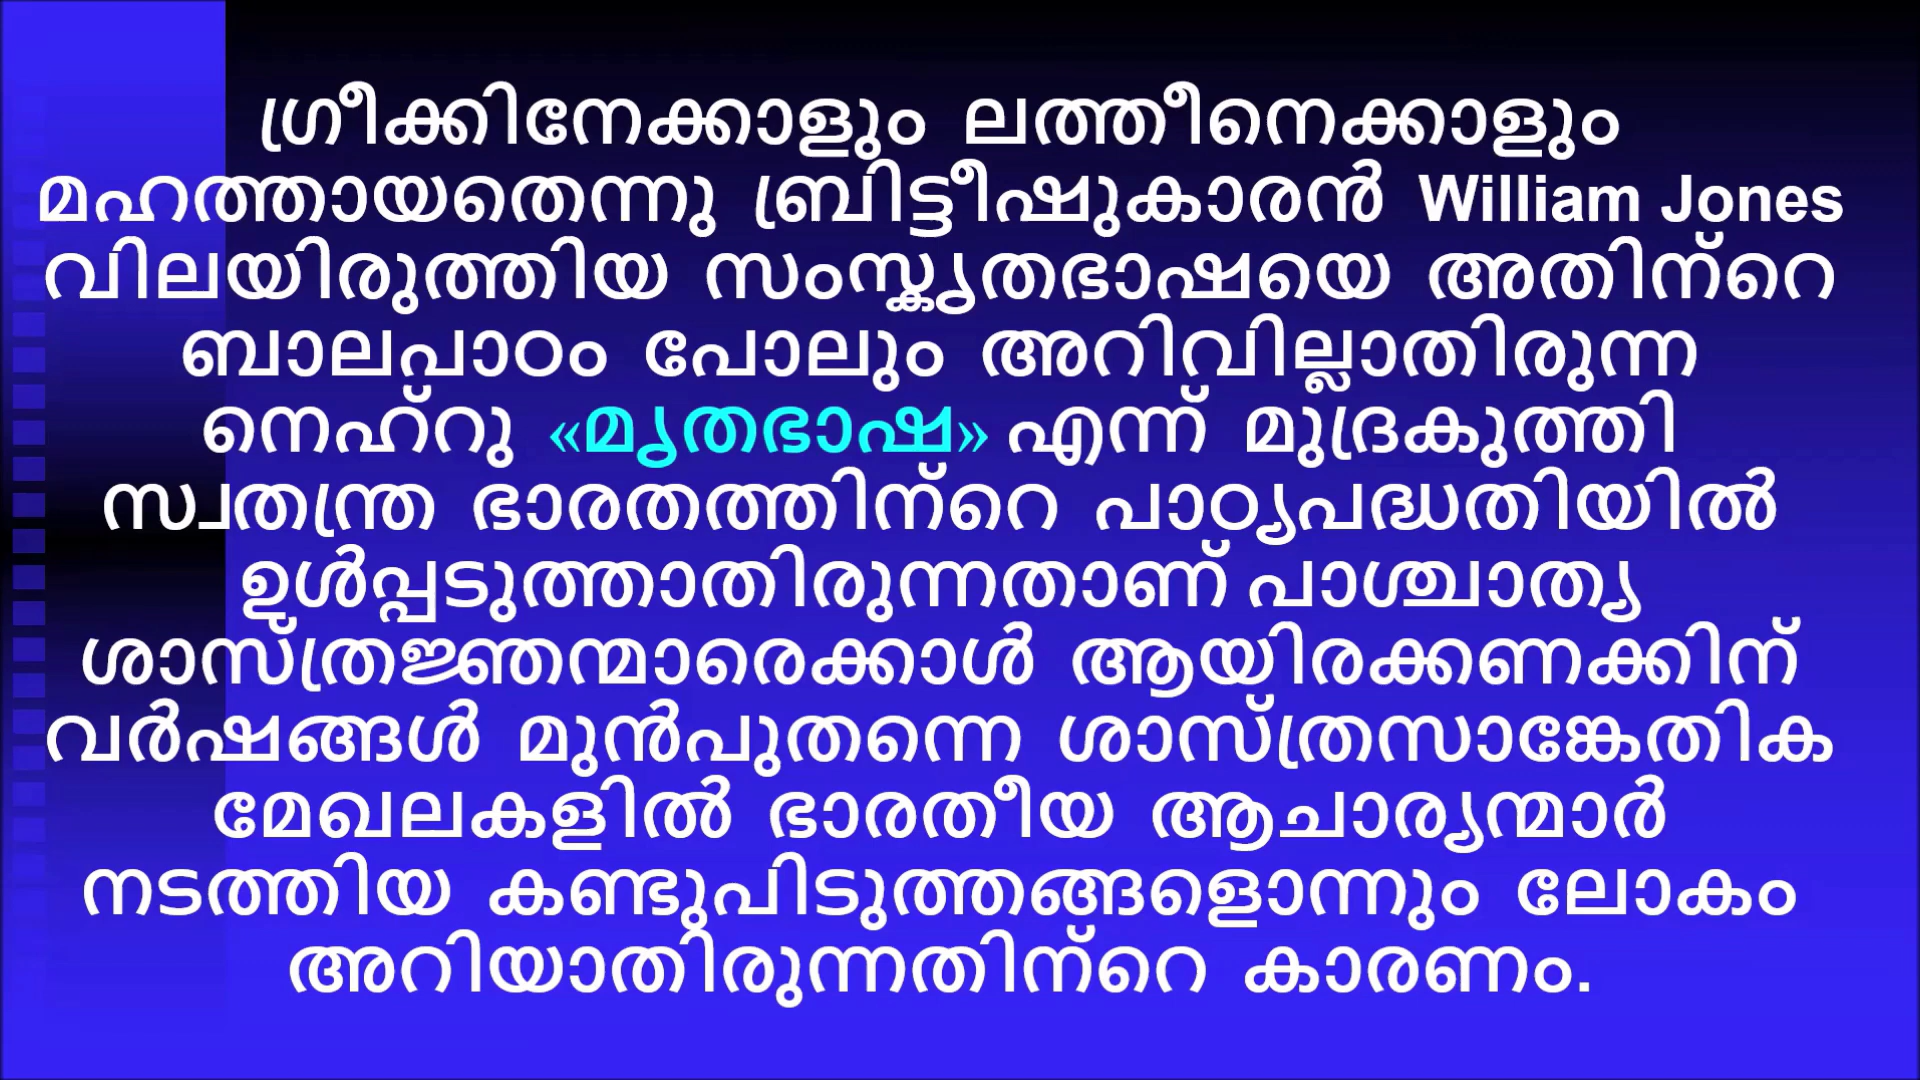 ഗ്രീക്കിനേക്കാളും ലത്തീനെക്കാളും
മഹത്തായതെന്നു ബ്രിട്ടീഷുകാരൻ William Jones
വിലയിരുത്തിയ സംസ്കൃതഭാഷയെ അതിന്റെ
ബാലപാഠം പോലും അറിവില്ലാതിരുന്ന
നെഹ്റു «മൃതഭാഷ» എന്ന് മുദ്രകുത്തി
സ്വതന്ത്ര ഭാരതത്തിന്റെ പാഠ്യപദ്ധതിയിൽ
ഉൾപ്പടുത്താതിരുന്നതാണ് പാശ്ചാത്യ
ശാസ്ത്രജ്ഞന്മാരെക്കാൾ ആയിരക്കണക്കിന്
വർഷങ്ങൾ മുൻപുതന്നെ ശാസ്ത്രസാങ്കേതിക
മേഖലകളിൽ ഭാരതീയ ആചാര്യന്മാർ
നടത്തിയ കണ്ടുപിടുത്തങ്ങളൊന്നും ലോകം
അറിയാതിരുന്നതിന്റെ കാരണം.